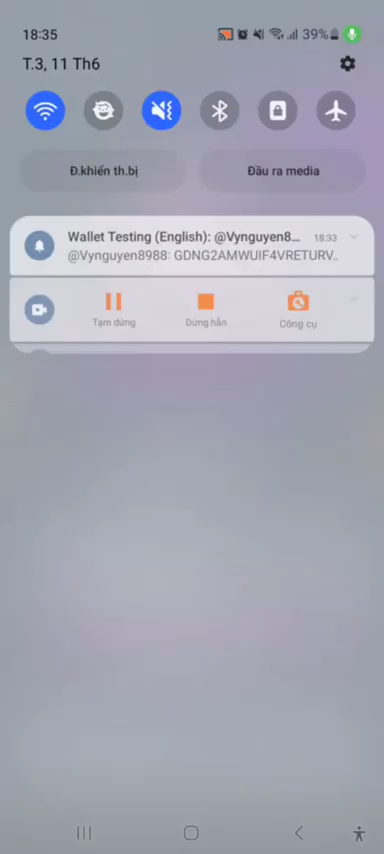 18:35
39%
T.3, 11 Th6
Đ.khiển th.bị
Đầu ra media
Wallet Testing (English): @Vynguyen8... 18:33
@Vynguyen8988: GDNG2AMWUIF4VRETURV..
Tạm dừng
Dừng hẳn
Công cụ